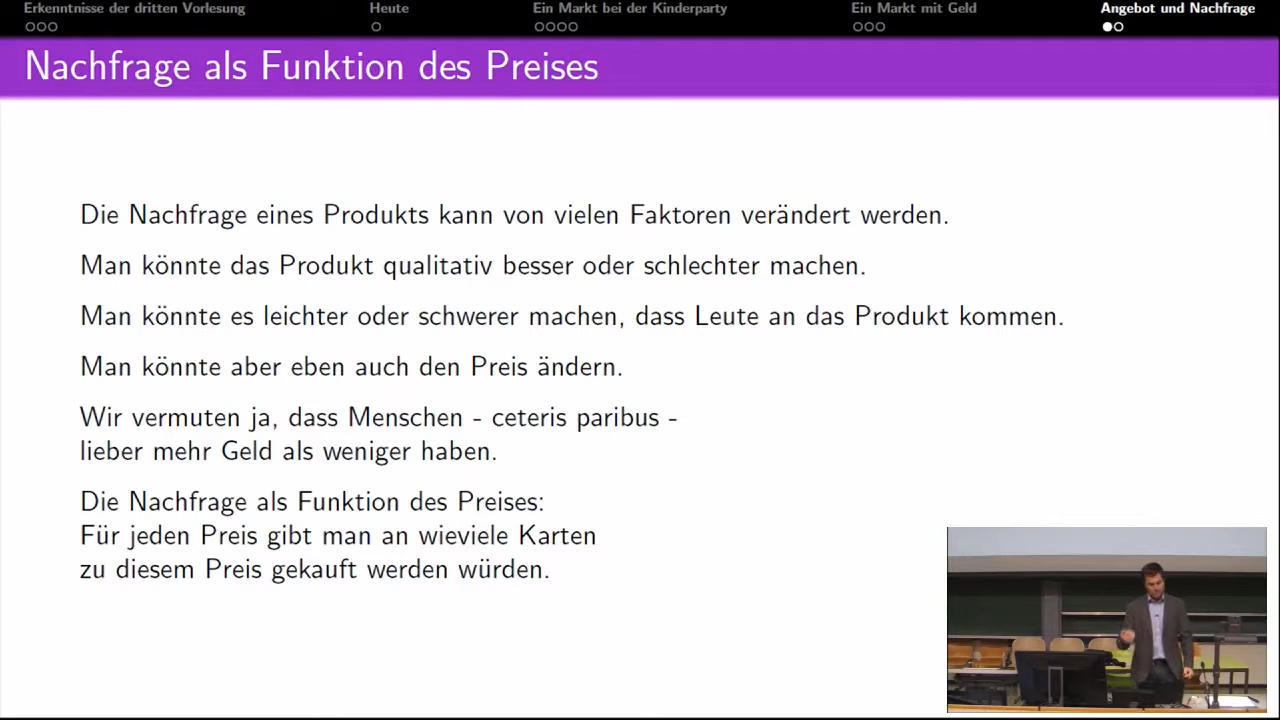 Erkenntnisse der dritten Vorlesung
Heute
Ein Markt bei der Kinderparty
Ein Markt mit Geld
Angebot und Nachfrage
Nachfrage als Funktion des Preises
Die Nachfrage eines Produkts kann von vielen Faktoren verändert werden.
Man könnte das Produkt qualitativ besser oder schlechter machen.
Man könnte es leichter oder schwerer machen, dass Leute an das Produkt kommen.
Man könnte aber eben auch den Preis ändern.
Wir vermuten ja, dass Menschen - ceteris paribus -
lieber mehr Geld als weniger haben.
Die Nachfrage als Funktion des Preises:
Für jeden Preis gibt man an wieviele Karten
zu diesem Preis gekauft werden würden.